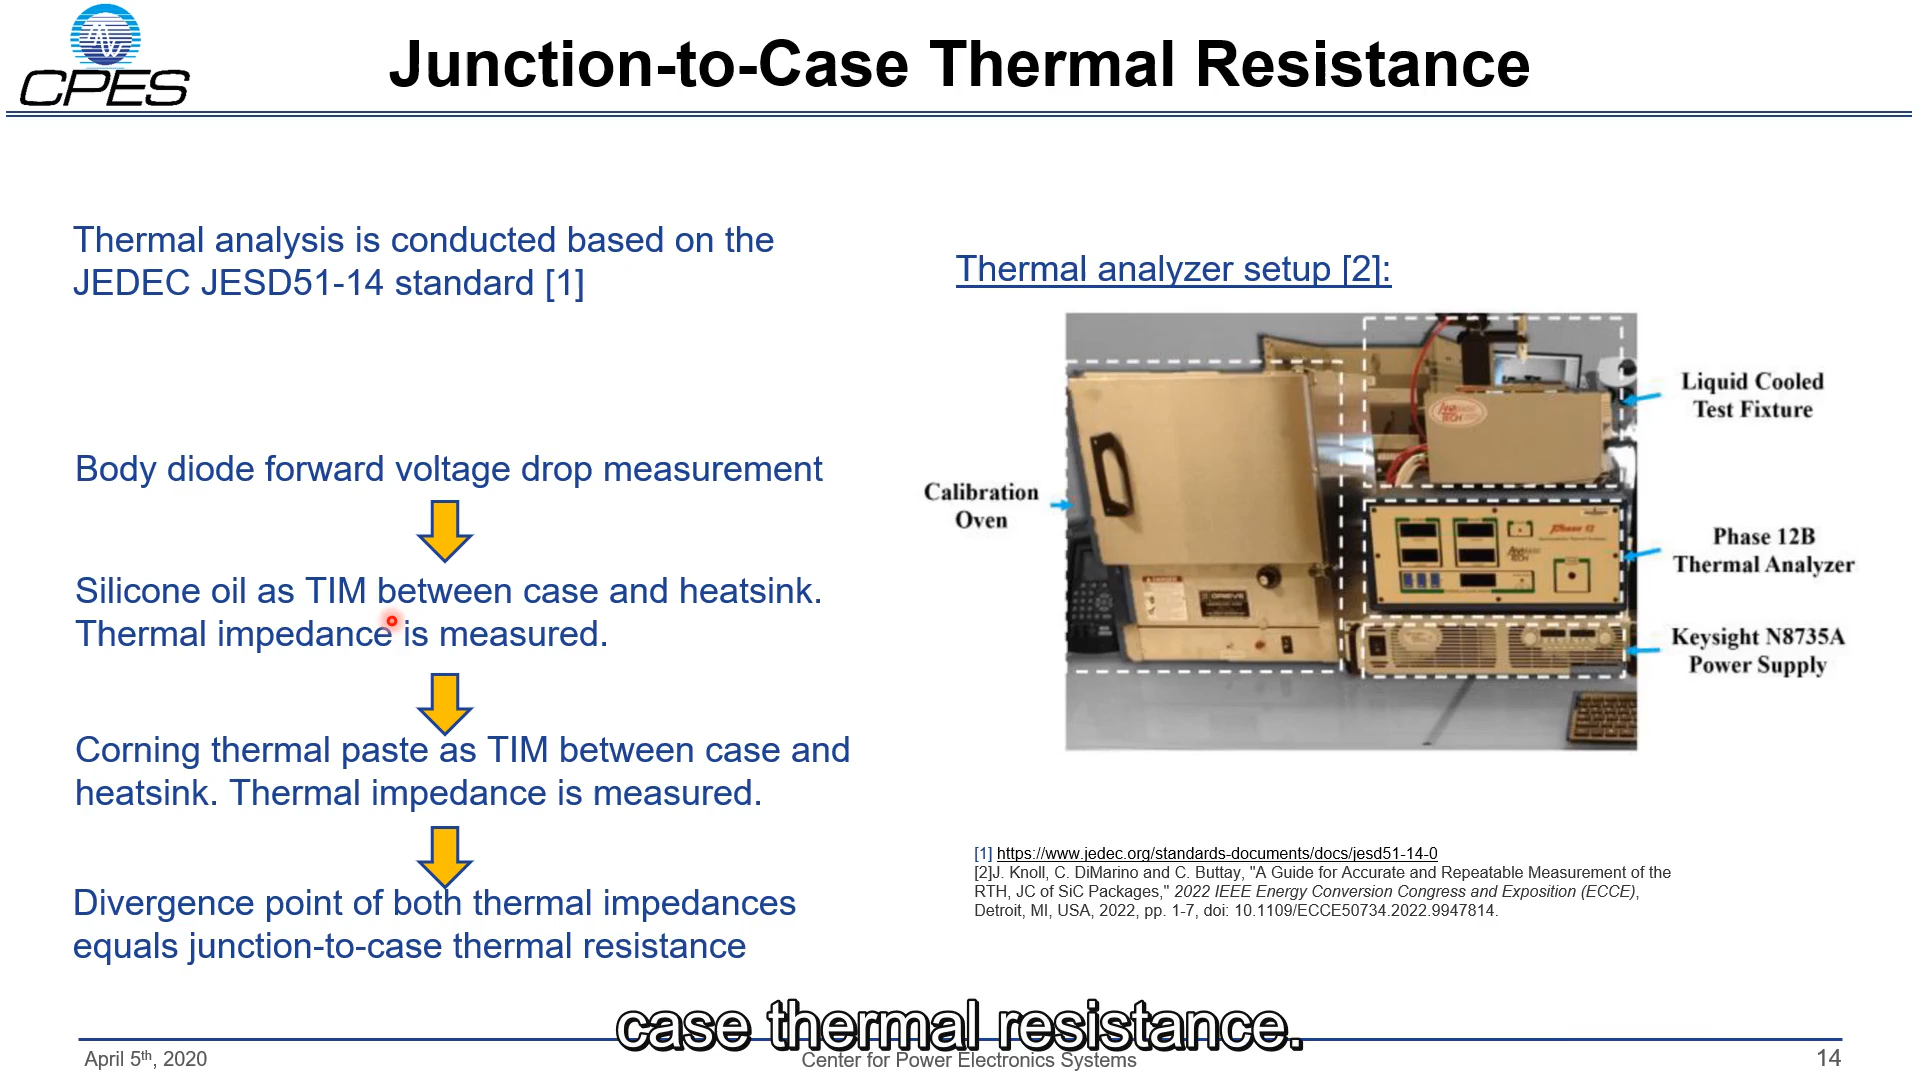 CPES
Junction-to-Case Thermal Resistance
Thermal analysis is conducted based on the
JEDEC JESD51-14 standard [1]
Body diode forward voltage drop measurement
Silicone oil as TIM between case and heatsink.
Thermal impedance is measured.
Corning thermal paste as TIM between case and
heatsink. Thermal impedance is measured.
Divergence point of both thermal impedances
equals junction-to-case thermal resistance
Thermal analyzer setup [2]:
Calibration
Oven
Liquid Cooled
Test Fixture
Phase 12B
Thermal Analyzer
Keysight N8735A
Power Supply
[1] https://www.jedec.org/standards-documents/docs/jesd51-14-0
[2]J. Knoll, C. DiMarino and C. Buttay, "A Guide for Accurate and Repeatable Measurement of the
RTH, JC of SiC Packages," 2022 IEEE Energy Conversion Congress and Exposition (ECCE),
Detroit, MI, USA, 2022, pp. 1-7, doi: 10.1109/ECCE50734.2022.9947814.
case thermal resistance.
April 5th, 2020
Center for Power Electronics Systems
14